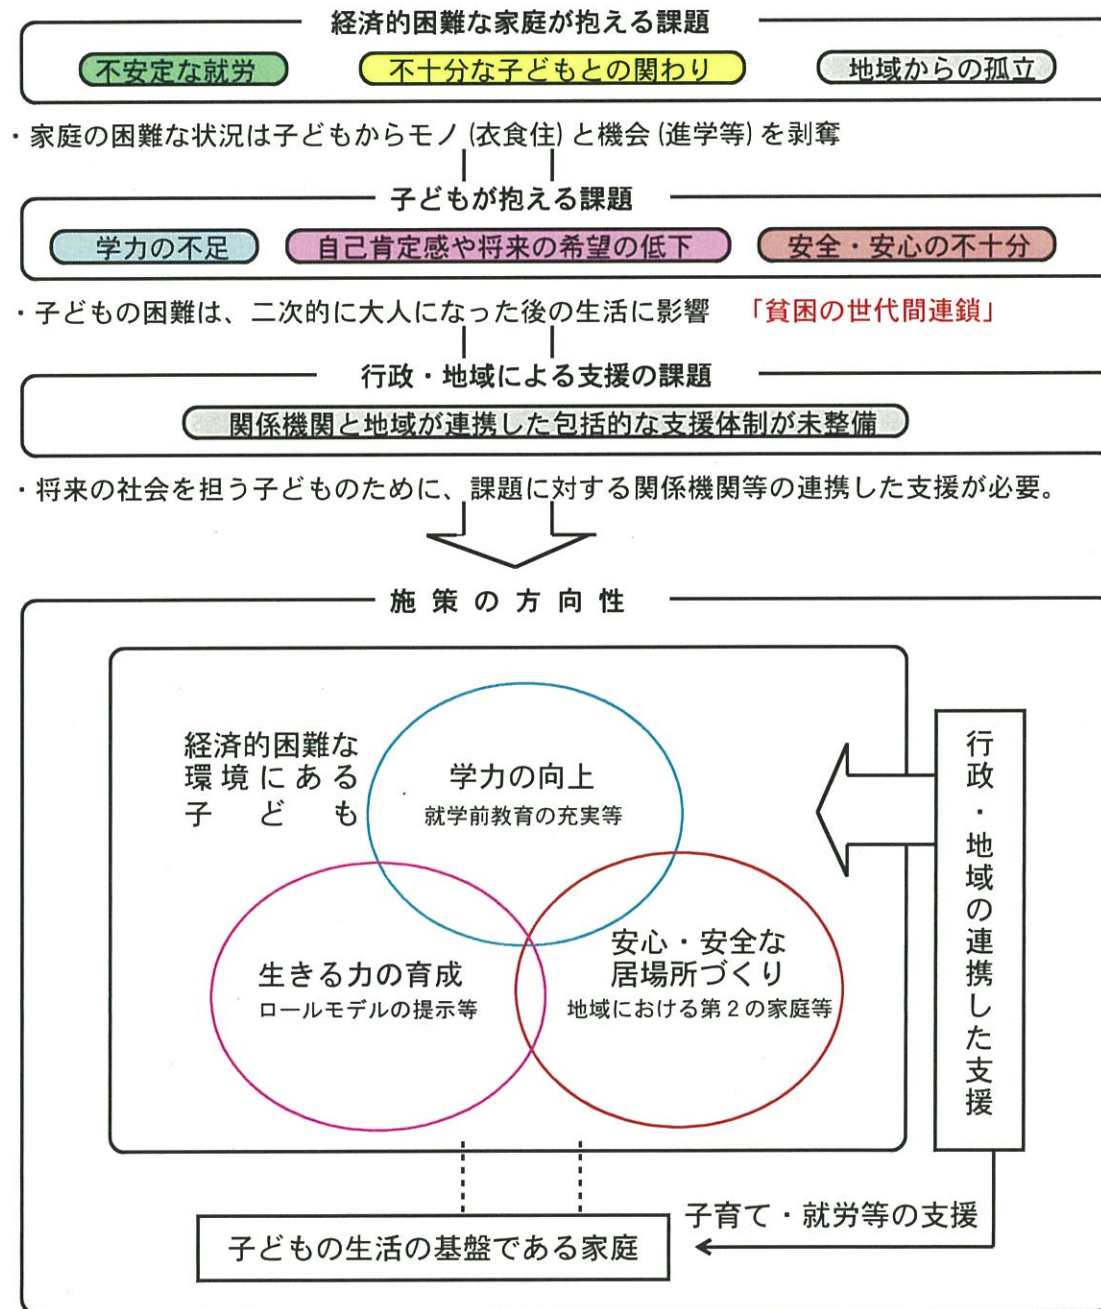 経済的困難な家庭が抱える課題
不安定な就労
不十分な子どもとの関わり
地域からの孤立
・家庭の困難な状況は子どもからモノ(衣食住)と機会(進学等)を剥奪
子どもが抱える課題
学力の不足
自己肯定感や将来の希望の低下
安全・安心の不十分
・子どもの困難は、二次的に大人になった後の生活に影響 「貧困の世代間連鎖」
行政・地域による支援の課題
関係機関と地域が連携した包括的な支援体制が未整備
・将来の社会を担う子どものために、課題に対する関係機関等の連携した支援が必要。
施策の方向性
経済的困難な
環境にある
子ども
学力の向上
就学前教育の充実等
生きる力の育成
ロールモデルの提示等
安心・安全な
居場所づくり
地域における第2の家庭等
行政・地域の連携した支援
子育て・就労等の支援
子どもの生活の基盤である家庭